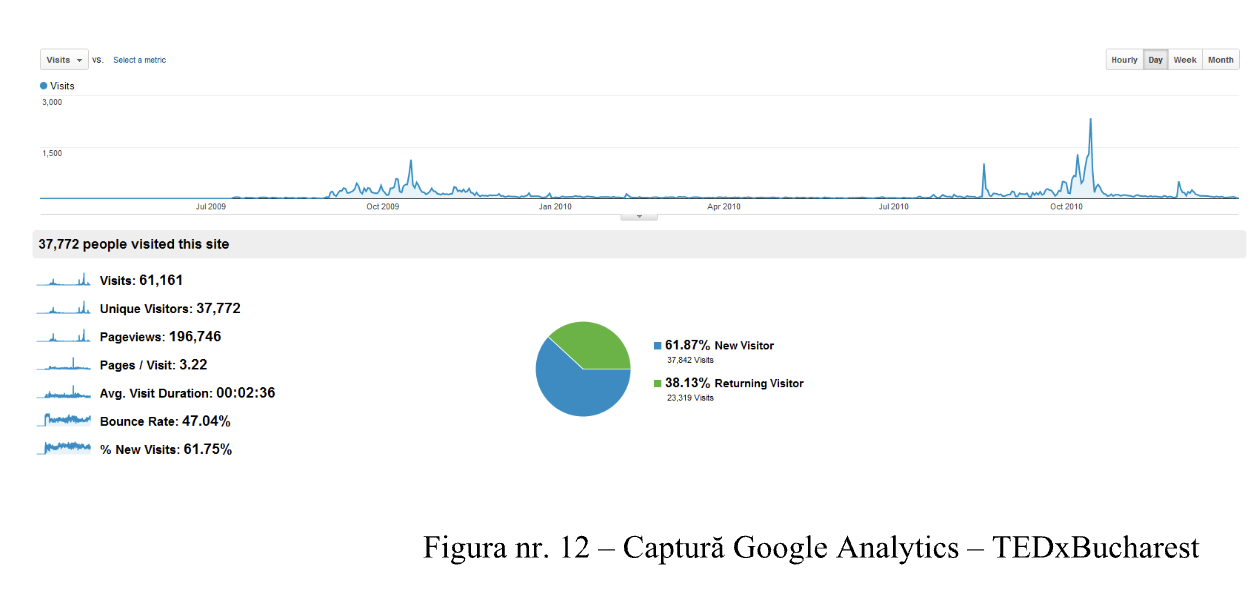 Visits vs. Select a metric Hourly Day Week Month
Visits
3,000
1,500
Jul 2009 Oct 2009 Jan 2010 Apr 2010 Jul 2010 Oct 2010
37,772 people visited this site
Visits: 61,161
Unique Visitors: 37,772
Pageviews: 196,746
Pages / Visit: 3.22
Avg. Visit Duration: 00:02:36
Bounce Rate: 47.04%
% New Visits: 61.75%
61.87% New Visitor
37,842 Visits
38.13% Returning Visitor
23,319 Visits
Figura nr. 12 – Captură Google Analytics – TEDxBucharest